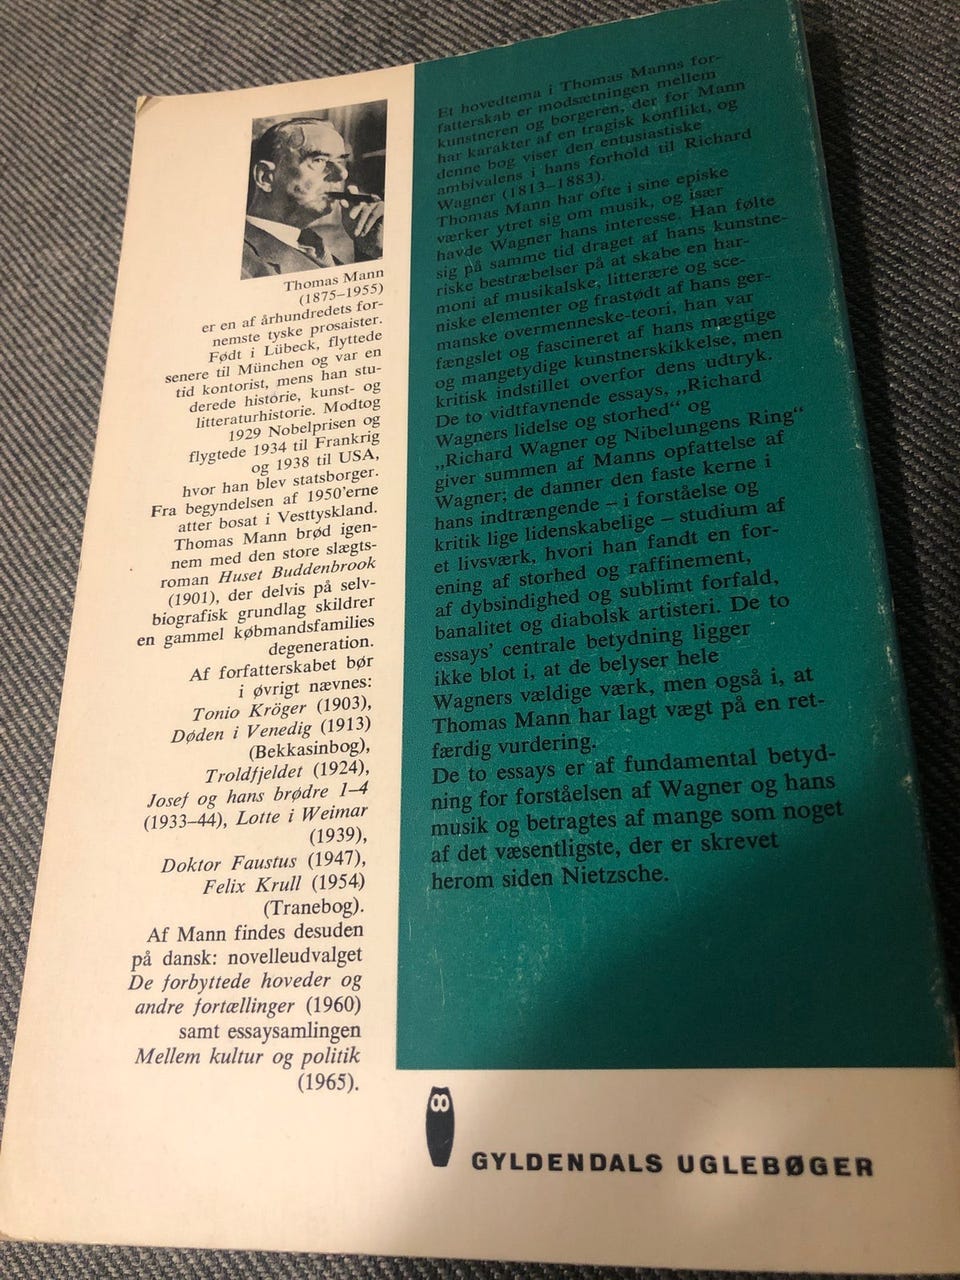 Thomas Mann
(1875–1955)
er en af århundredets for-
nemste tyske prosaister.
Født i Lübeck, flyttede
senere til München og var en
tid kontorist, mens han stu-
derede historie, kunst- og
litteraturhistorie. Modtog
1929 Nobelprisen og
flygtede 1934 til Frankrig
og 1938 til USA,
hvor han blev statsborger.
Fra begyndelsen af 1950'erne
atter bosat i Vesttyskland.
Thomas Mann brød igen-
nem med den store slægts-
roman Huset Buddenbrook
(1901), der delvis på selv-
biografisk grundlag skildrer
en gammel købmandsfamilies
degeneration.
Af forfatterskabet bør
i øvrigt nævnes:
Tonio Kröger (1903),
Døden i Venedig (1913)
(Bekkasinbog),
Troldfjeldet (1924),
Josef og hans brødre 1–4
(1933–44), Lotte i Weimar
(1939),
Doktor Faustus (1947),
Felix Krull (1954)
(Tranebog).
Af Mann findes desuden
på dansk: novelleudvalget
De forbyttede hoveder og
andre fortællinger (1960)
samt essaysamlingen
Mellem kultur og politik
(1965).
Et hovedtema i Thomas Manns for-
fatterskab er modsætningen mellem
kunstneren og borgeren, der for Mann
har karakter af en tragisk konflikt, og
denne bog viser den entusiastiske
ambivalens i hans forhold til Richard
Wagner (1813–1883).
Thomas Mann har ofte i sine episke
værker ytret sig om musik, og især
havde Wagner hans interesse. Han følte
sig på samme tid draget af hans kunstne-
riske bestræbelser på at skabe en har-
moni af musikalske, litterære og sce-
niske elementer og frastødt af hans ger-
manske overmenneske-teori, han var
fængslet og fascineret af hans mægtige
og mangetydige kunstnerskikkelse, men
kritisk indstillet overfor dens udtryk.
De to vidtfavnende essays, „Richard
Wagners lidelse og storhed“ og
„Richard Wagner og Nibelungens Ring“
giver summen af Manns opfattelse af
Wagner; de danner den faste kerne i
hans indtrængende – i forståelse og
kritik lige lidenskabelige – studium af
et livsværk, hvori han fandt en for-
ening af storhed og raffinement,
af dybsindighed og sublimt forfald,
banalitet og diabolsk artisteri. De to
essays' centrale betydning ligger
ikke blot i, at de belyser hele
Wagners vældige værk, men også i, at
Thomas Mann har lagt vægt på en ret-
færdig vurdering.
De to essays er af fundamental betyd-
ning for forståelsen af Wagner og hans
musik og betragtes af mange som noget
af det væsentligste, der er skrevet
herom siden Nietzsche.
GYLDENDALS UGLEBØGER